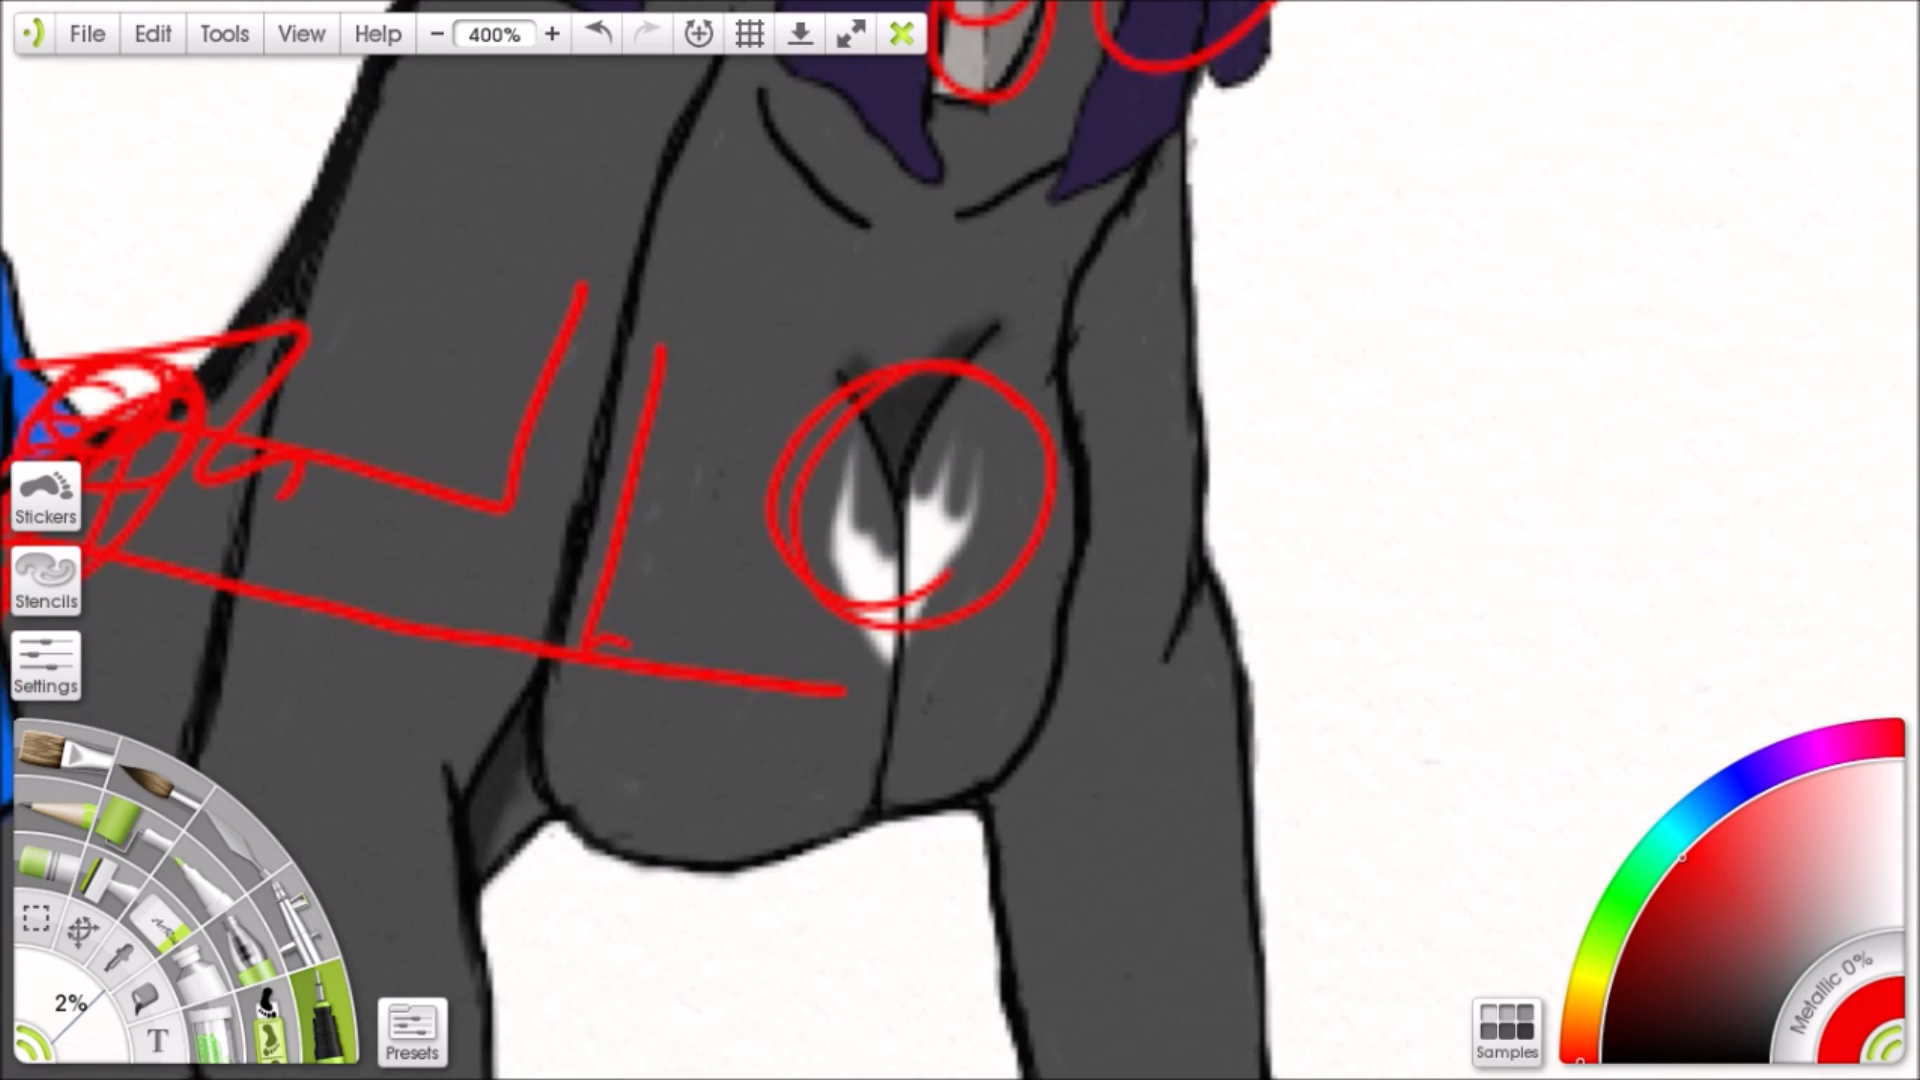 File Edit Tools View Help − 400% +
Stickers
Stencils
Settings
2%
T
Presets
Samples
Metallic 0%